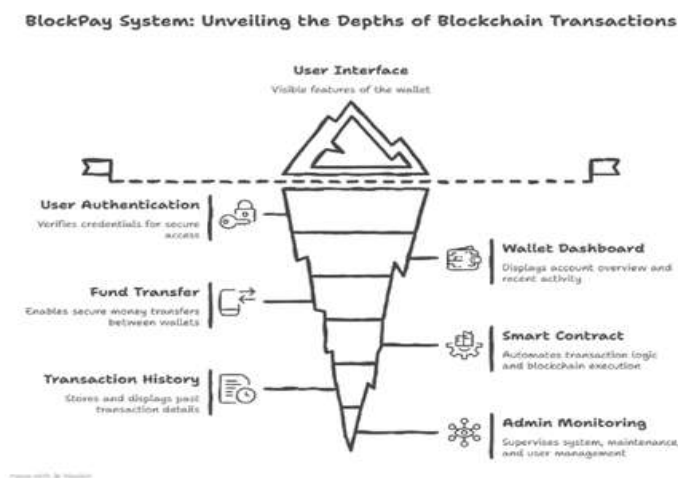 BlockPay System: Unveiling the Depths of Blockchain Transactions
User Interface
Visible features of the wallet
User Authentication
Verifies credentials for secure
access
Wallet Dashboard
Displays account overview and
recent activity
Fund Transfer
Enables secure money transfers
between wallets
Smart Contract
Automates transaction logic
and blockchain execution
Transaction History
Stores and displays past
transaction details
Admin Monitoring
Supervises system, maintenance
and user management